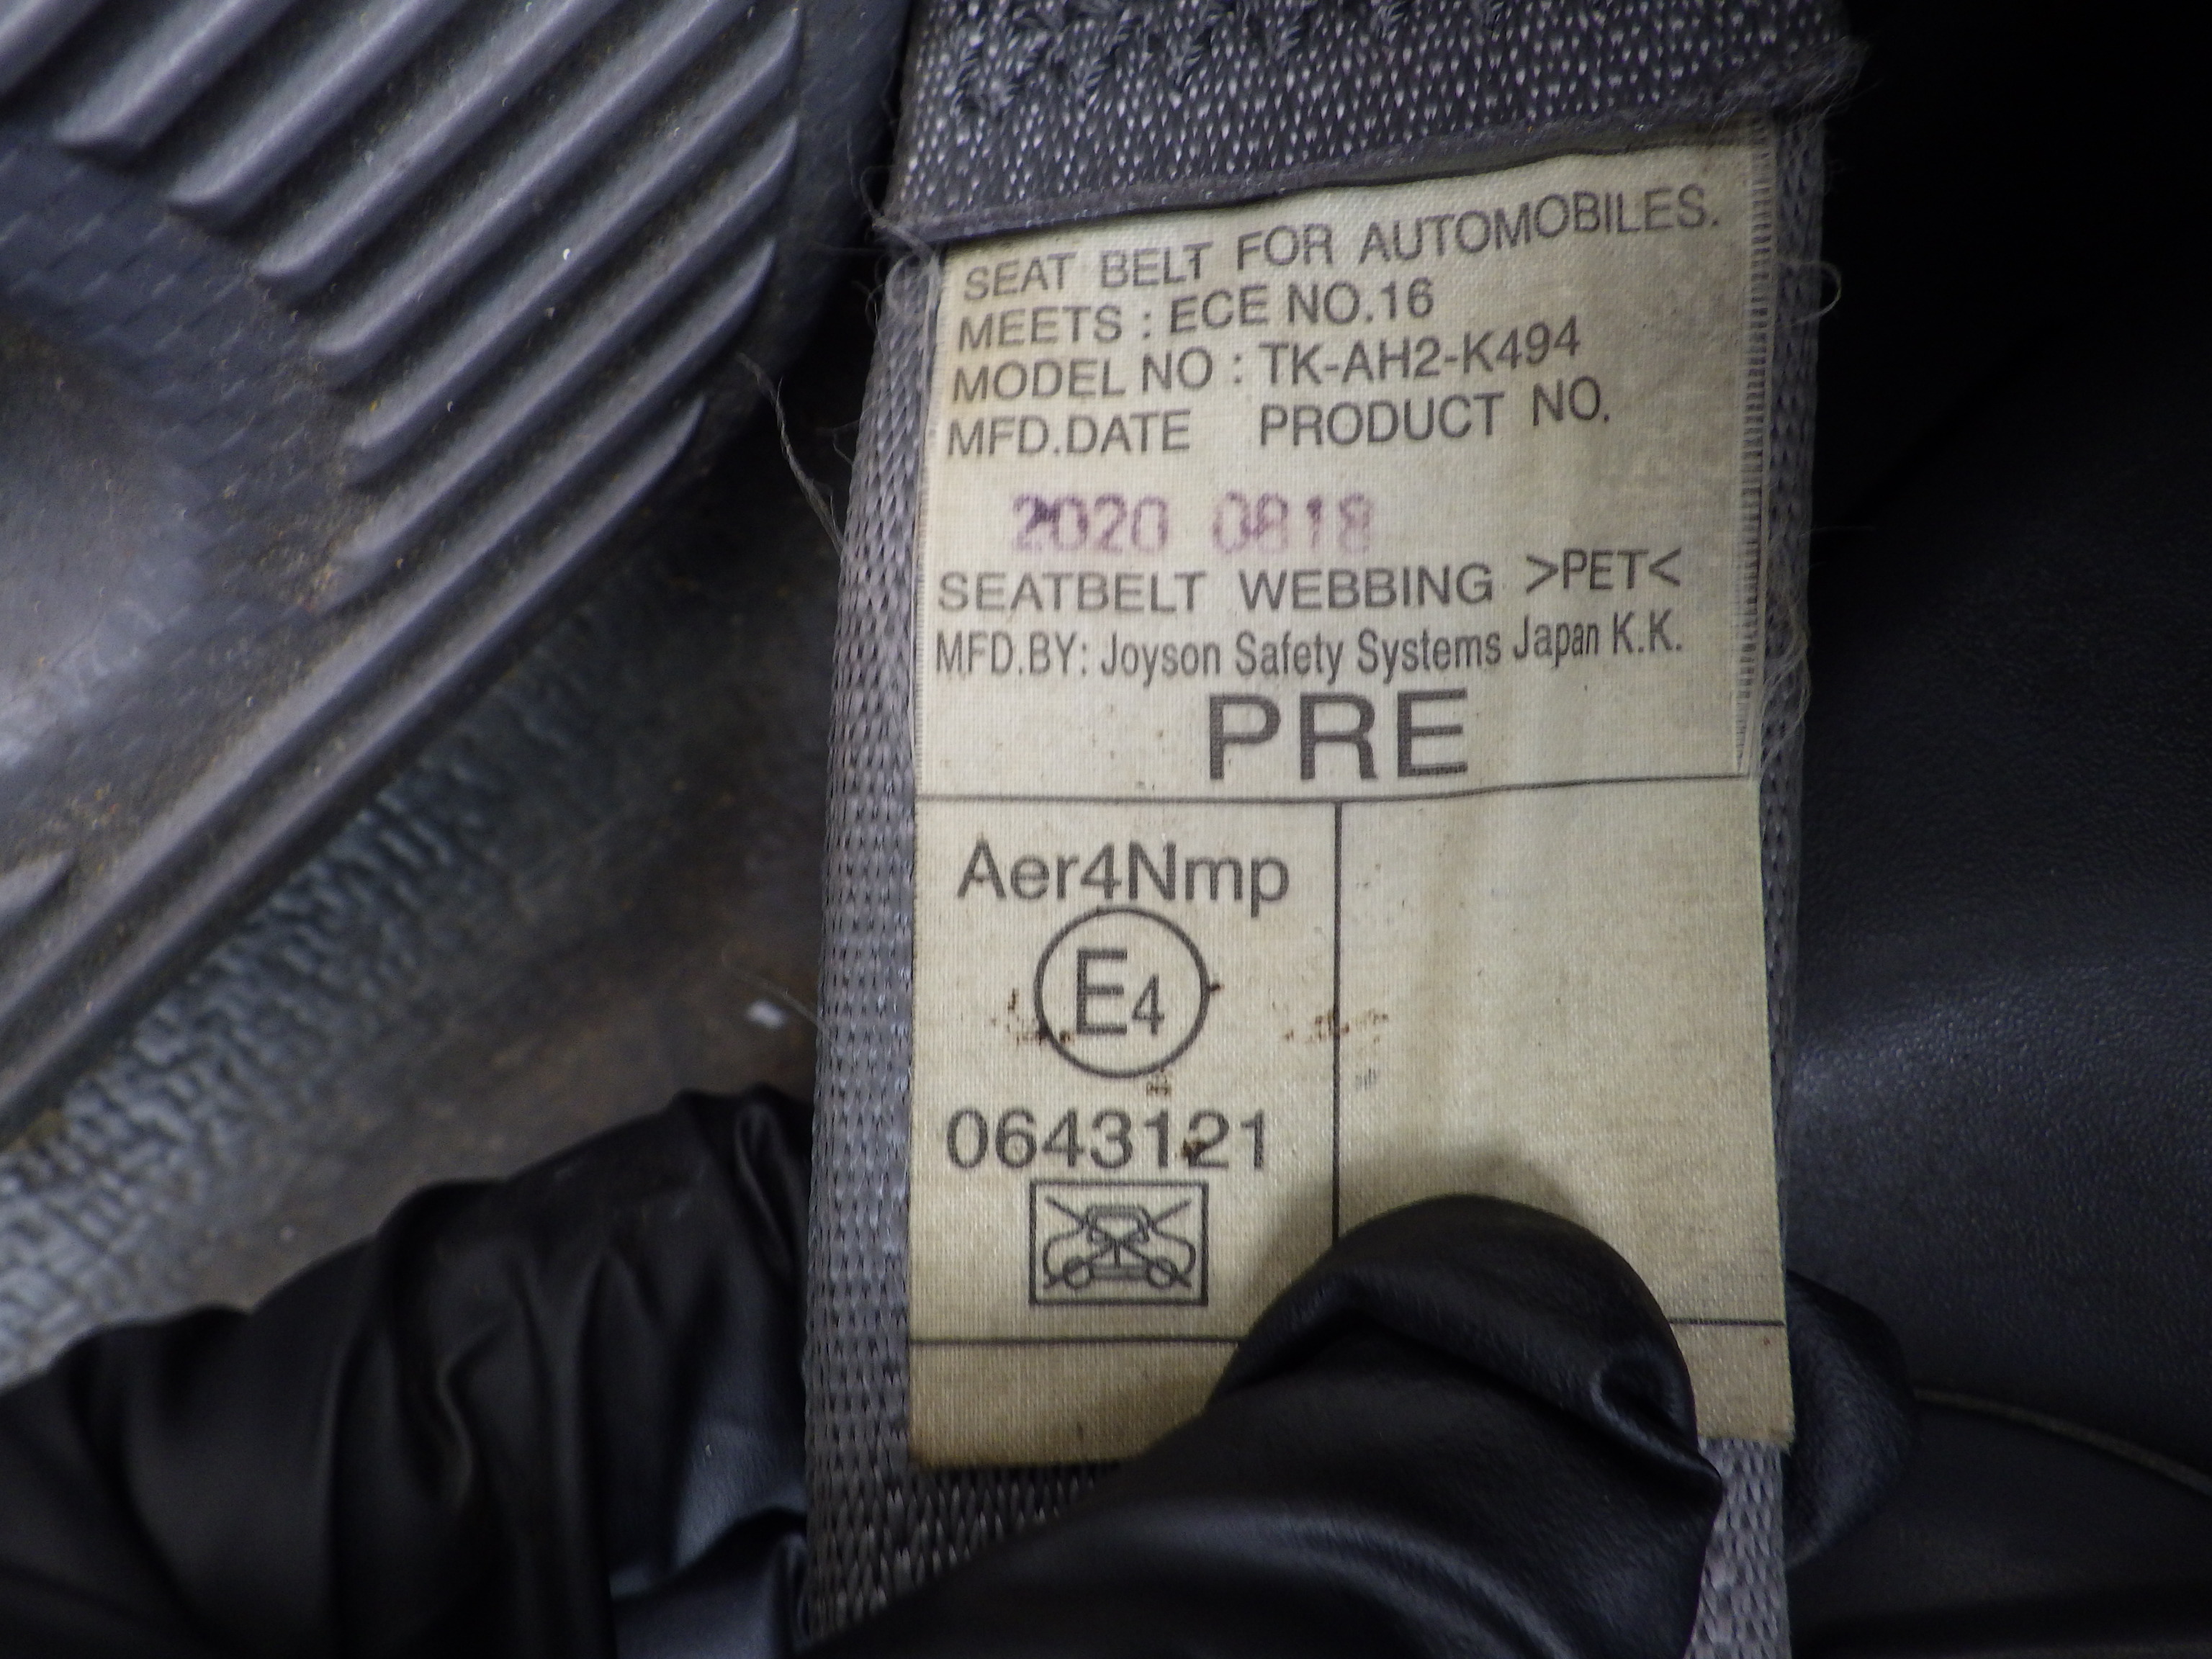 SEAT BELT FOR AUTOMOBILES.
MEETS : ECE NO.16
MODEL NO : TK-AH2-K494
MFD.DATE PRODUCT NO.
2020 0818
SEATBELT WEBBING >PET<
MFD.BY: Joyson Safety Systems Japan K.K.
PRE
Aer4Nmp
E4
0643121